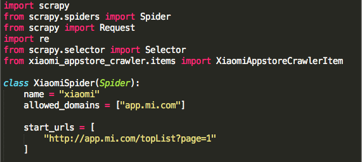 import scrapy
from scrapy.spiders import Spider
from scrapy import Request
import re
from scrapy.selector import Selector
from xiaomi_appstore_crawler.items import XiaomiAppstoreCrawlerItem

class XiaomiSpider(Spider):
    name = "xiaomi"
    allowed_domains = ["app.mi.com"]

    start_urls = [
        "http://app.mi.com/topList?page=1"
    ]